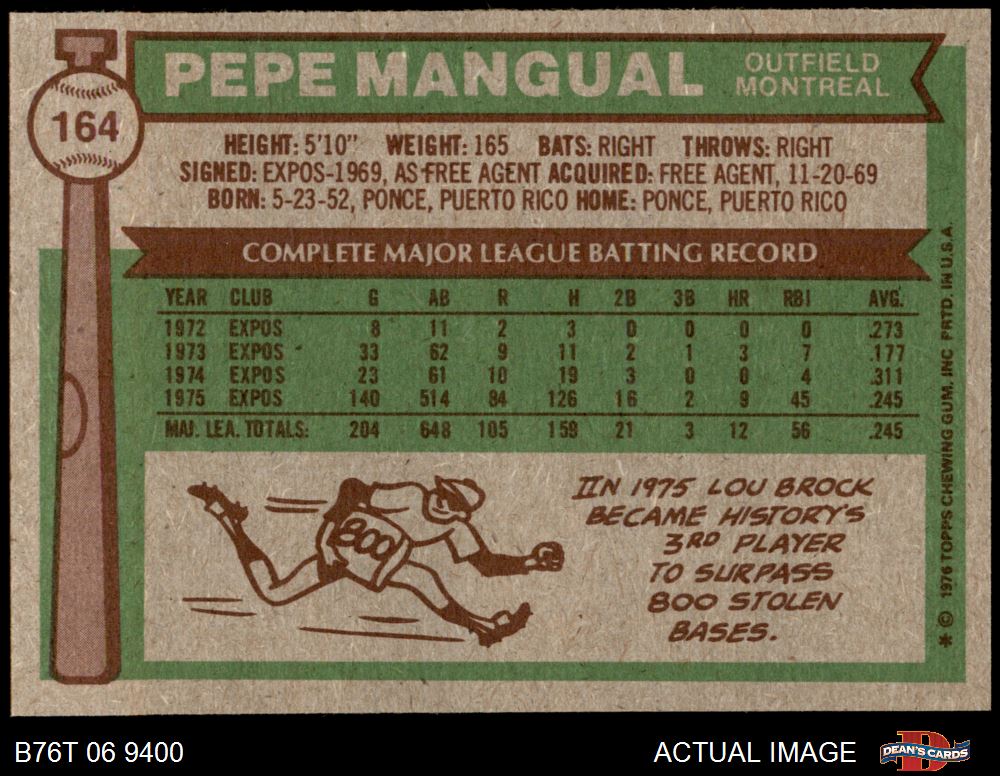 164
PEPE MANGUAL
OUTFIELD
MONTREAL
HEIGHT: 5'10" WEIGHT: 165 BATS: RIGHT THROWS: RIGHT
SIGNED: EXPOS-1969, AS FREE AGENT ACQUIRED: FREE AGENT, 11-20-69
BORN: 5-23-52, PONCE, PUERTO RICO HOME: PONCE, PUERTO RICO
COMPLETE MAJOR LEAGUE BATTING RECORD
YEAR CLUB G AB R H 2B 3B HR RBI AVG.
1972 EXPOS 8 11 2 3 0 0 0 0 .273
1973 EXPOS 33 62 9 11 2 1 3 7 .177
1974 EXPOS 23 61 10 19 3 0 0 4 .311
1975 EXPOS 140 514 84 126 16 2 9 45 .245
MAJ. LEA. TOTALS: 204 648 105 159 21 3 12 56 .245
800
IN 1975 LOU BROCK
BECAME HISTORY'S
3RD PLAYER
TO SURPASS
800 STOLEN
BASES.
* © 1976 TOPPS CHEWING GUM, INC PRTD. IN U.S.A.
B76T 06 9400
ACTUAL IMAGE
D
DEAN'S CARDS